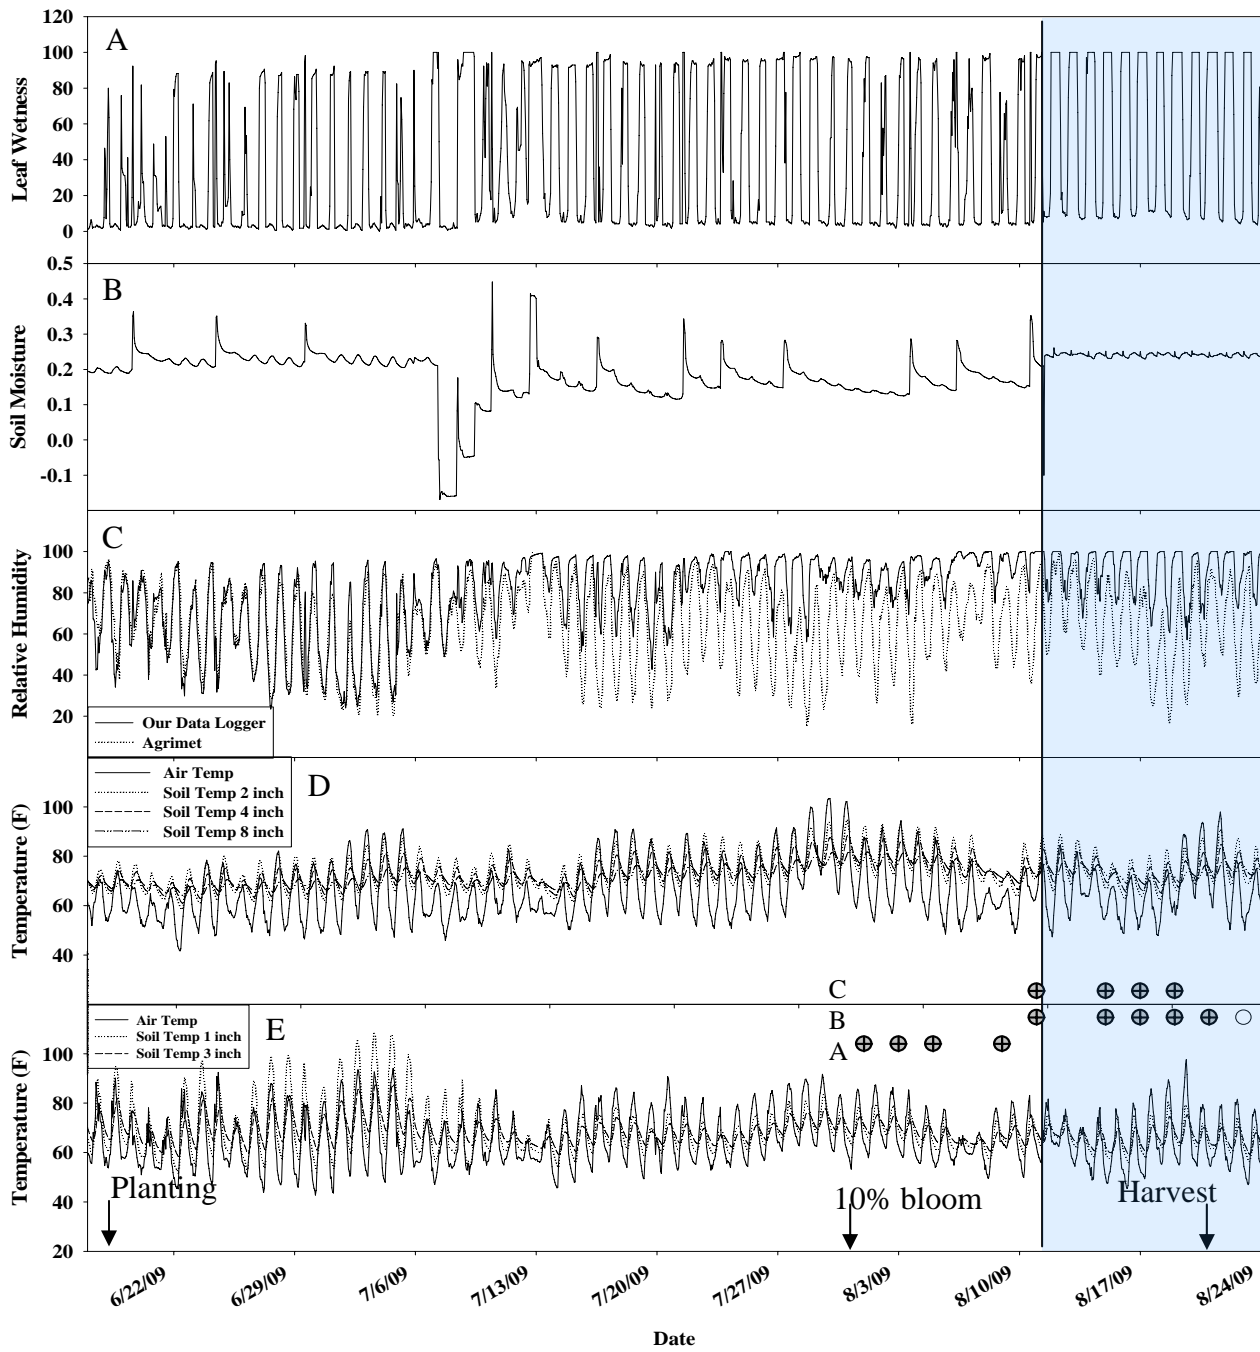 120
100
80
60
40
20
0
Leaf Wetness
A
0.5
0.4
0.3
0.2
0.1
0.0
-0.1
Soil Moisture
B
100
80
60
40
20
Relative Humidity
C
Our Data Logger
Agrimet
100
80
60
40
Temperature (F)
Air Temp
Soil Temp 2 inch
Soil Temp 4 inch
Soil Temp 8 inch
D
C
B
A
100
80
60
40
20
Temperature (F)
Air Temp
Soil Temp 1 inch
Soil Temp 3 inch
E
Planting
10% bloom
Harvest
6/22/09
6/29/09
7/6/09
7/13/09
7/20/09
7/27/09
8/3/09
8/10/09
8/17/09
8/24/09
Date